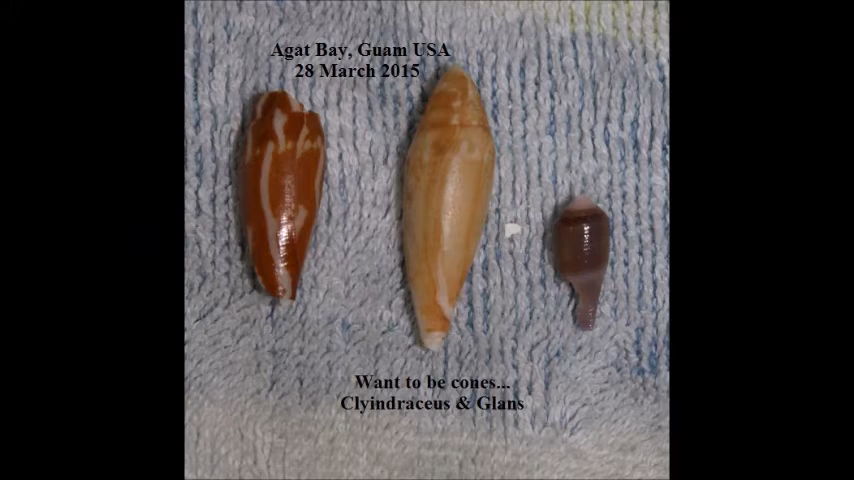 Agat Bay, Guam USA
28 March 2015
Want to be cones...
Clyindraceus & Glans